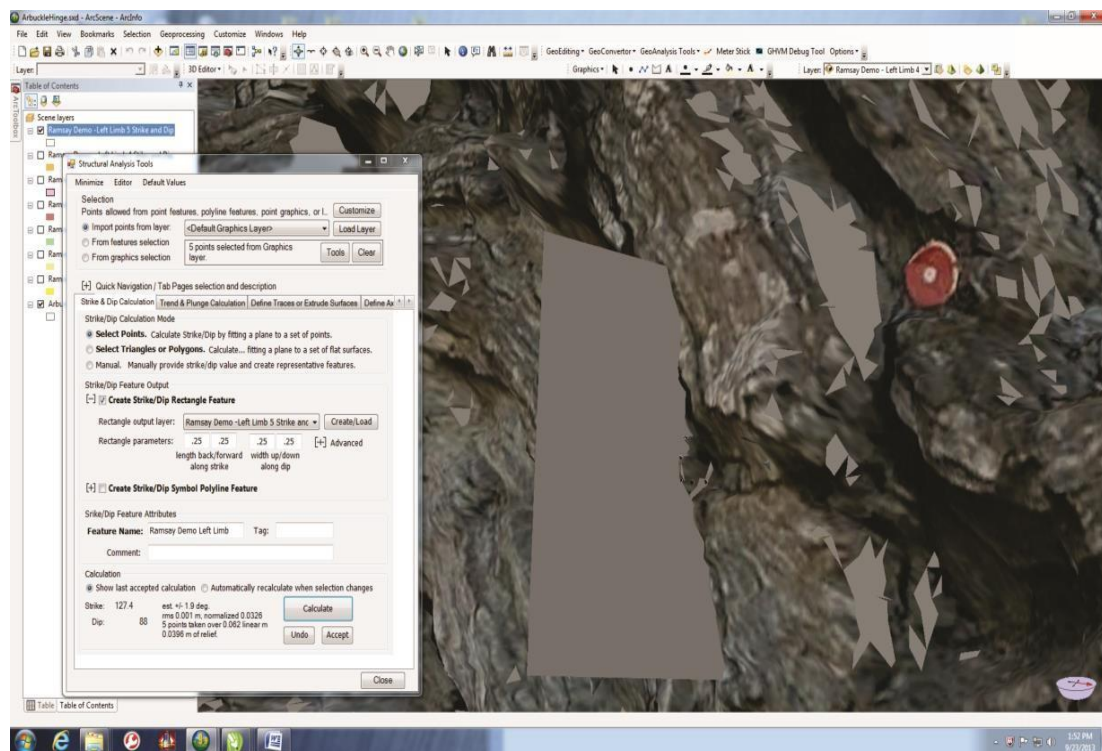 ArbuckleHinge.sxd - ArcScene - ArcInfo
File Edit View Bookmarks Selection Geoprocessing Customize Windows Help
GeoEditing GeoConvertor GeoAnalysis Tools Meter Stick GHVM Debug Tool Options
Layer: 3D Editor Graphics Layer: Ramsay Demo - Left Limb 4
Table of Contents
ArcToolbox
Scene layers
Ramsay Demo -Left Limb 5 Strike and Dip
Structural Analysis Tools
Minimize Editor Default Values
Selection
Points allowed from point features, polyline features, point graphics, or l.. Customize
Import points from layer: <Default Graphics Layer> Load Layer
From features selection
From graphics selection
5 points selected from Graphics
layer.
Tools Clear
[+] Quick Navigation / Tab Pages selection and description
Strike & Dip Calculation Trend & Plunge Calculation Define Traces or Extrude Surfaces Define Ax
Strike/Dip Calculation Mode
Select Points. Calculate Strike/Dip by fitting a plane to a set of points.
Select Triangles or Polygons. Calculate... fitting a plane to a set of flat surfaces.
Manual. Manually provide strike/dip value and create representative features.
Strike/Dip Feature Output
[-] Create Strike/Dip Rectangle Feature
Rectangle output layer: Ramsay Demo -Left Limb 5 Strike anc Create/Load
Rectangle parameters: .25 .25 .25 .25 [+] Advanced
length back/forward width up/down
along strike along dip
[+] Create Strike/Dip Symbol Polyline Feature
Srike/Dip Feature Attributes
Feature Name: Ramsay Demo Left Limb Tag:
Comment:
Calculation
Show last accepted calculation Automatically recalculate when selection changes
Strike: 127.4 est. +/- 1.9 deg.
rms 0.001 m, normalized 0.0326
Dip: 88 5 points taken over 0.062 linear m
0.0396 m of relief.
Calculate
Undo Accept
Close
Table Table of Contents
1:52 PM
9/23/2013